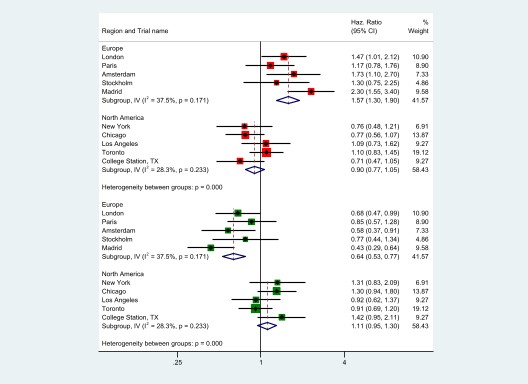 Haz. Ratio %
Region and Trial name (95% CI) Weight
Europe
London 1.47 (1.01, 2.12) 10.90
Paris 1.17 (0.78, 1.76) 8.90
Amsterdam 1.73 (1.10, 2.70) 7.33
Stockholm 1.30 (0.75, 2.25) 4.86
Madrid 2.30 (1.55, 3.40) 9.58
Subgroup, IV (I² = 37.5%, p = 0.171) 1.57 (1.30, 1.90) 41.57
North America
New York 0.76 (0.48, 1.21) 6.91
Chicago 0.77 (0.56, 1.07) 13.87
Los Angeles 1.09 (0.73, 1.62) 9.27
Toronto 1.10 (0.83, 1.45) 19.12
College Station, TX 0.71 (0.47, 1.05) 9.27
Subgroup, IV (I² = 28.3%, p = 0.233) 0.90 (0.77, 1.05) 58.43
Heterogeneity between groups: p = 0.000
Europe
London 0.68 (0.47, 0.99) 10.90
Paris 0.85 (0.57, 1.28) 8.90
Amsterdam 0.58 (0.37, 0.91) 7.33
Stockholm 0.77 (0.44, 1.34) 4.86
Madrid 0.43 (0.29, 0.64) 9.58
Subgroup, IV (I² = 37.5%, p = 0.171) 0.64 (0.53, 0.77) 41.57
North America
New York 1.31 (0.83, 2.09) 6.91
Chicago 1.30 (0.94, 1.80) 13.87
Los Angeles 0.92 (0.62, 1.37) 9.27
Toronto 0.91 (0.69, 1.20) 19.12
College Station, TX 1.42 (0.95, 2.11) 9.27
Subgroup, IV (I² = 28.3%, p = 0.233) 1.11 (0.95, 1.30) 58.43
Heterogeneity between groups: p = 0.000
.25 1 4